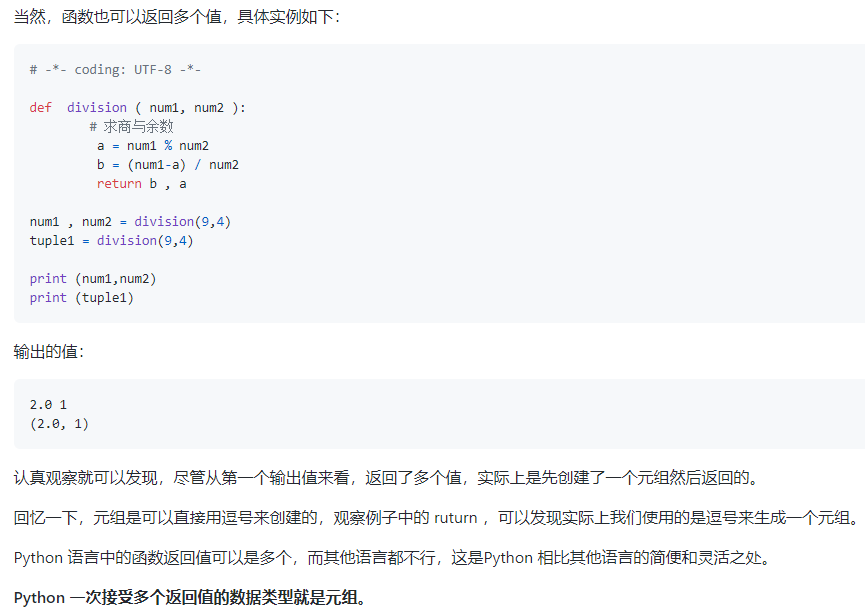 当然，函数也可以返回多个值，具体实例如下：
# -*- coding: UTF-8 -*-
def  division ( num1, num2 ):
# 求商与余数
a = num1 % num2
b = (num1-a) / num2
return b , a
num1 , num2 = division(9,4)
tuple1 = division(9,4)
print (num1,num2)
print (tuple1)
输出的值：
2.0 1
(2.0, 1)
认真观察就可以发现，尽管从第一个输出值来看，返回了多个值，实际上是先创建了一个元组然后返回的。
回忆一下，元组是可以直接用逗号来创建的，观察例子中的 ruturn ，可以发现实际上我们使用的是逗号来生成一个元组。
Python 语言中的函数返回值可以是多个，而其他语言都不行，这是Python 相比其他语言的简便和灵活之处。
Python 一次接受多个返回值的数据类型就是元组。